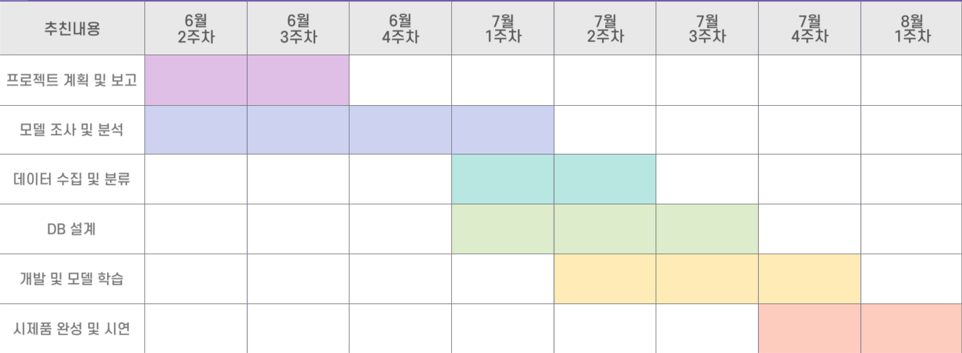 추친내용
6월
2주차
6월
3주차
6월
4주차
7월
1주차
7월
2주차
7월
3주차
7월
4주차
8월
1주차
프로젝트 계획 및 보고
모델 조사 및 분석
데이터 수집 및 분류
DB 설계
개발 및 모델 학습
시제품 완성 및 시연